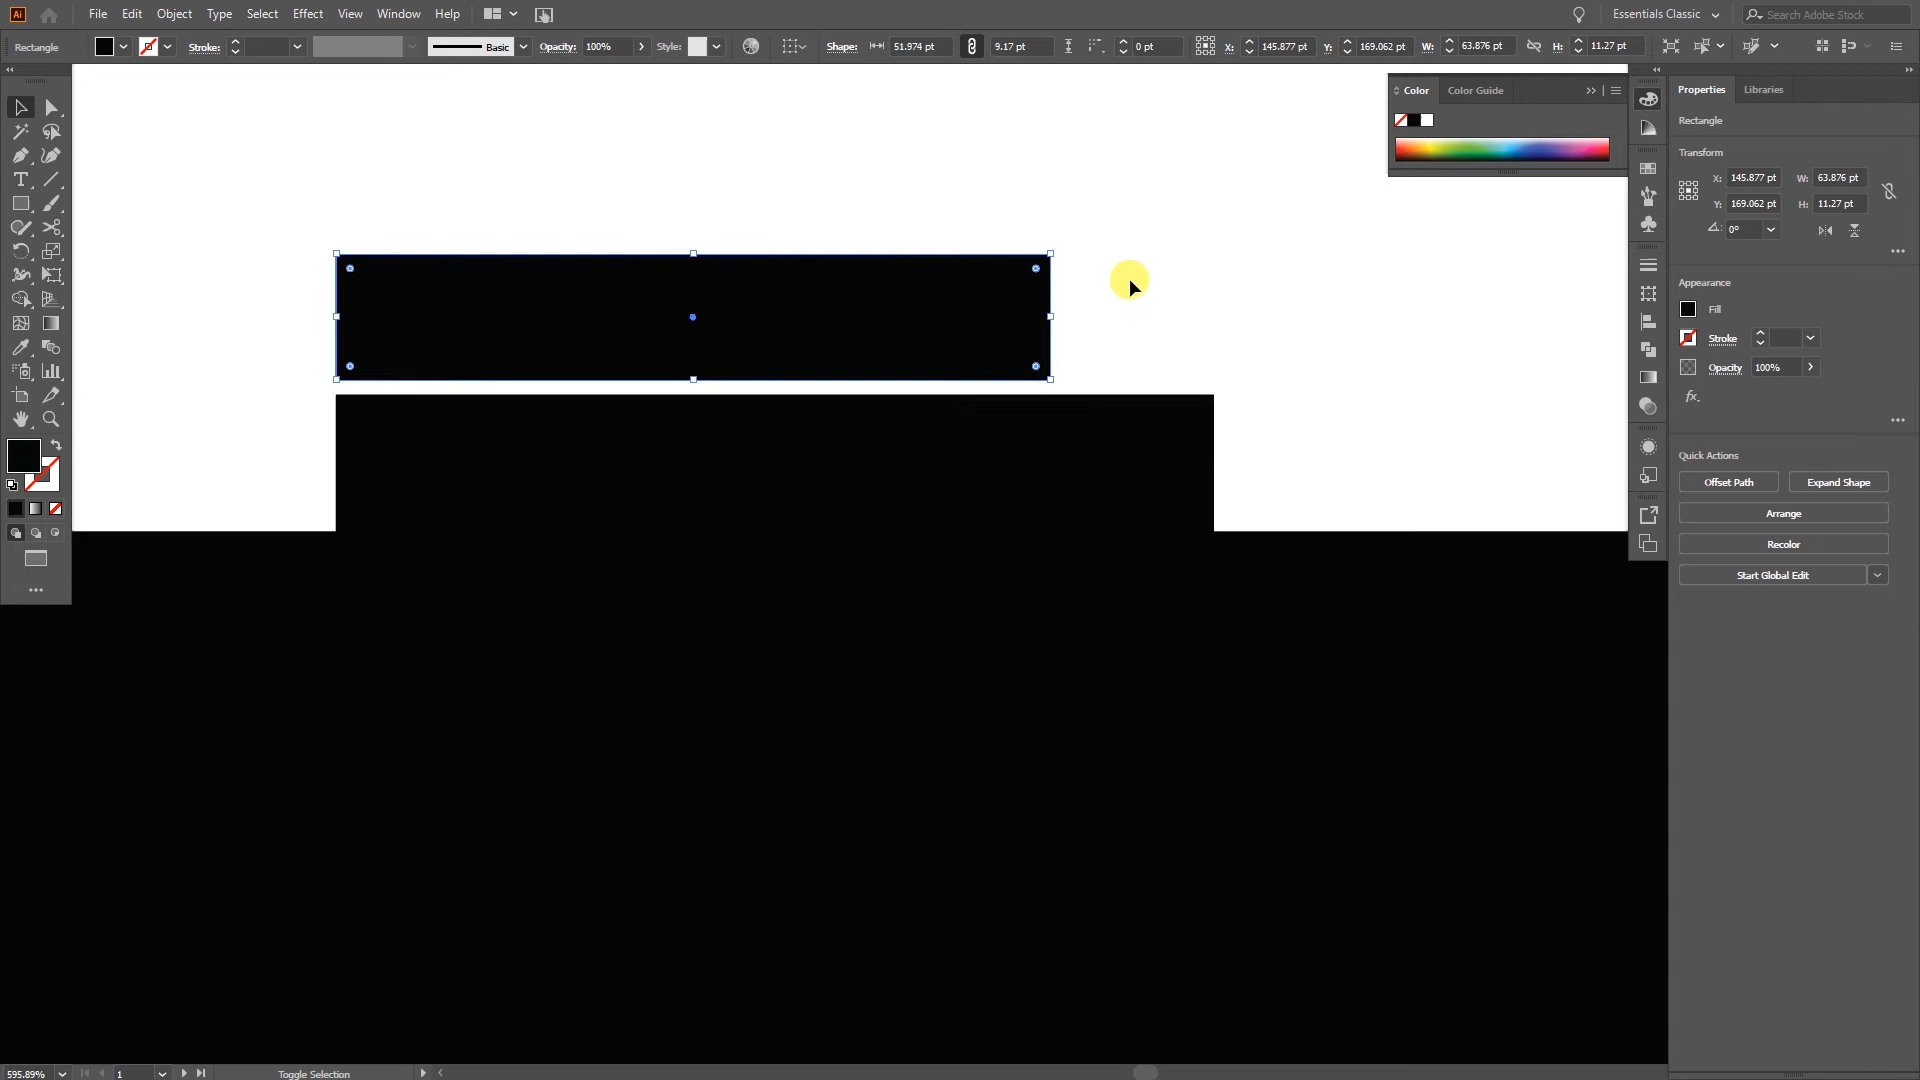 Ai File Edit Object Type Select Effect View Window Help Essentials Classic Search Adobe Stock
Rectangle Stroke: Basic Opacity: 100% Style: Shape: 51.974 pt 9.17 pt 0 pt X: 145.877 pt Y: 169.062 pt W: 63.876 pt H: 11.27 pt
Color Color Guide
Properties Libraries
Rectangle
Transform
X: 145.877 pt W: 63.876 pt
Y: 169.062 pt H: 11.27 pt
0°
Appearance
Fill
Stroke
Opacity 100%
fx.
Quick Actions
Offset Path Expand Shape
Arrange
Recolor
Start Global Edit
595.89% 1 Toggle Selection